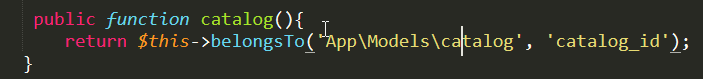 public function catalog(){
return $this->belongsTo('App\Models\catalog', 'catalog_id');
}